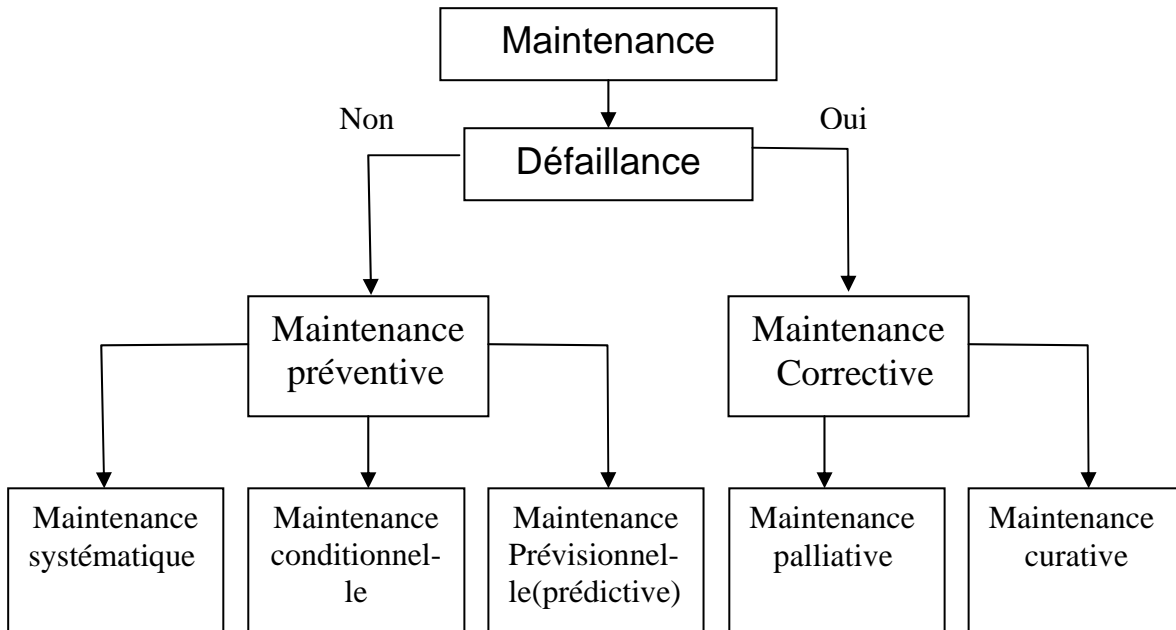 Maintenance
Non
Oui
Défaillance
Maintenance
préventive
Maintenance
Corrective
Maintenance
systématique
Maintenance
conditionnel-
le
Maintenance
Prévisionnel-
le(prédictive)
Maintenance
palliative
Maintenance
curative